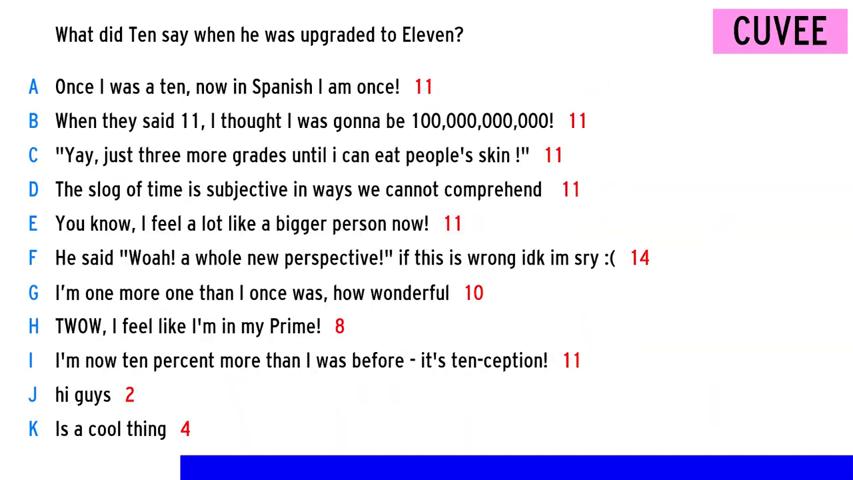 What did Ten say when he was upgraded to Eleven?
CUVEE
A Once I was a ten, now in Spanish I am once! 11
B When they said 11, I thought I was gonna be 100,000,000,000! 11
C "Yay, just three more grades until i can eat people's skin !" 11
D The slog of time is subjective in ways we cannot comprehend 11
E You know, I feel a lot like a bigger person now! 11
F He said "Woah! a whole new perspective!" if this is wrong idk im sry :( 14
G I’m one more one than I once was, how wonderful 10
H TWOW, I feel like I'm in my Prime! 8
I I'm now ten percent more than I was before - it's ten-ception! 11
J hi guys 2
K Is a cool thing 4